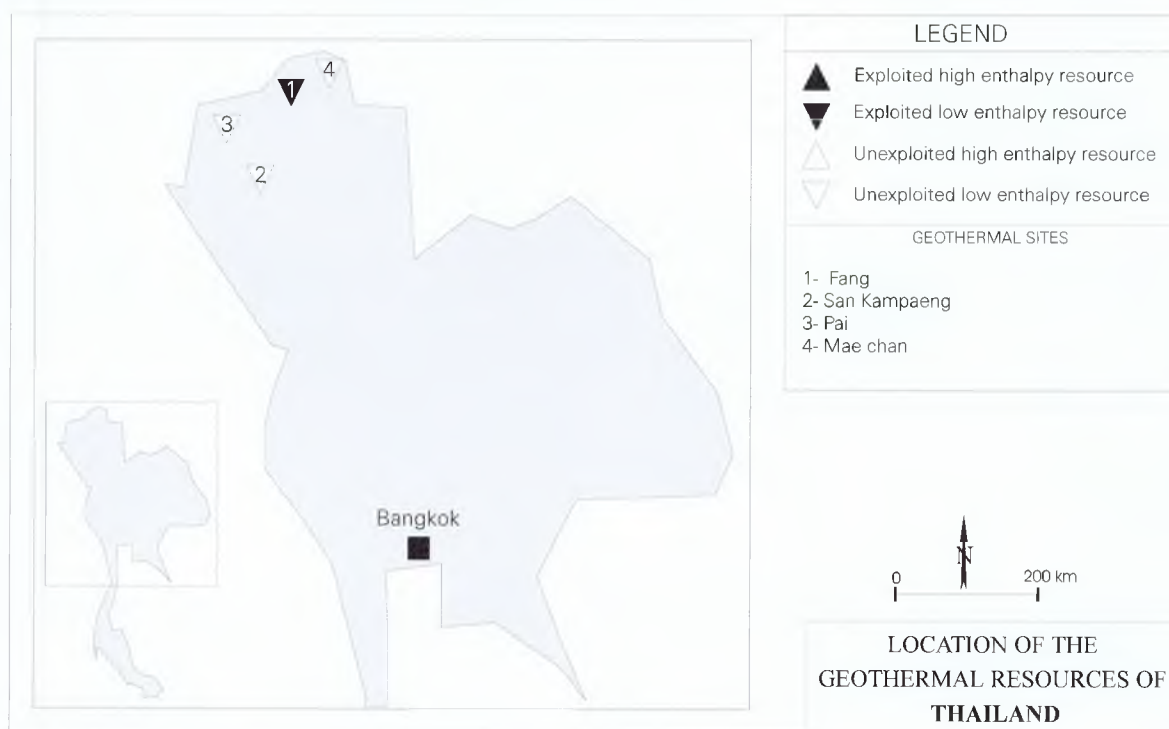 4
1
3
2
Bangkok
LEGEND
Exploited high enthalpy resource
Exploited low enthalpy resource
Unexploited high enthalpy resource
Unexploited low enthalpy resource
GEOTHERMAL SITES
1- Fang
2- San Kampaeng
3- Pai
4- Mae chan
N
0 200 km
LOCATION OF THE
GEOTHERMAL RESOURCES OF
THAILAND